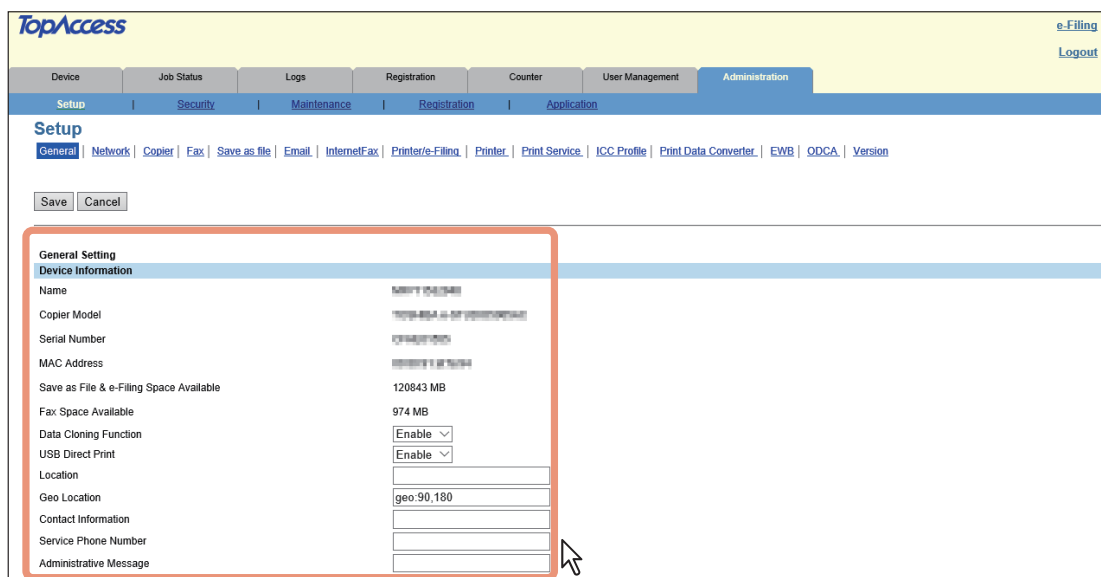 TopAccess
e-Filing
Logout
Device Job Status Logs Registration Counter User Management Administration
Setup | Security | Maintenance | Registration | Application
Setup
General | Network | Copier | Fax | Save as file | Email | InternetFax | Printer/e-Filing | Printer | Print Service | ICC Profile | Print Data Converter | EWB | ODCA | Version
Save Cancel
General Setting
Device Information
Name
Copier Model
Serial Number
MAC Address
Save as File & e-Filing Space Available 120843 MB
Fax Space Available 974 MB
Data Cloning Function Enable
USB Direct Print Enable
Location
Geo Location geo:90,180
Contact Information
Service Phone Number
Administrative Message